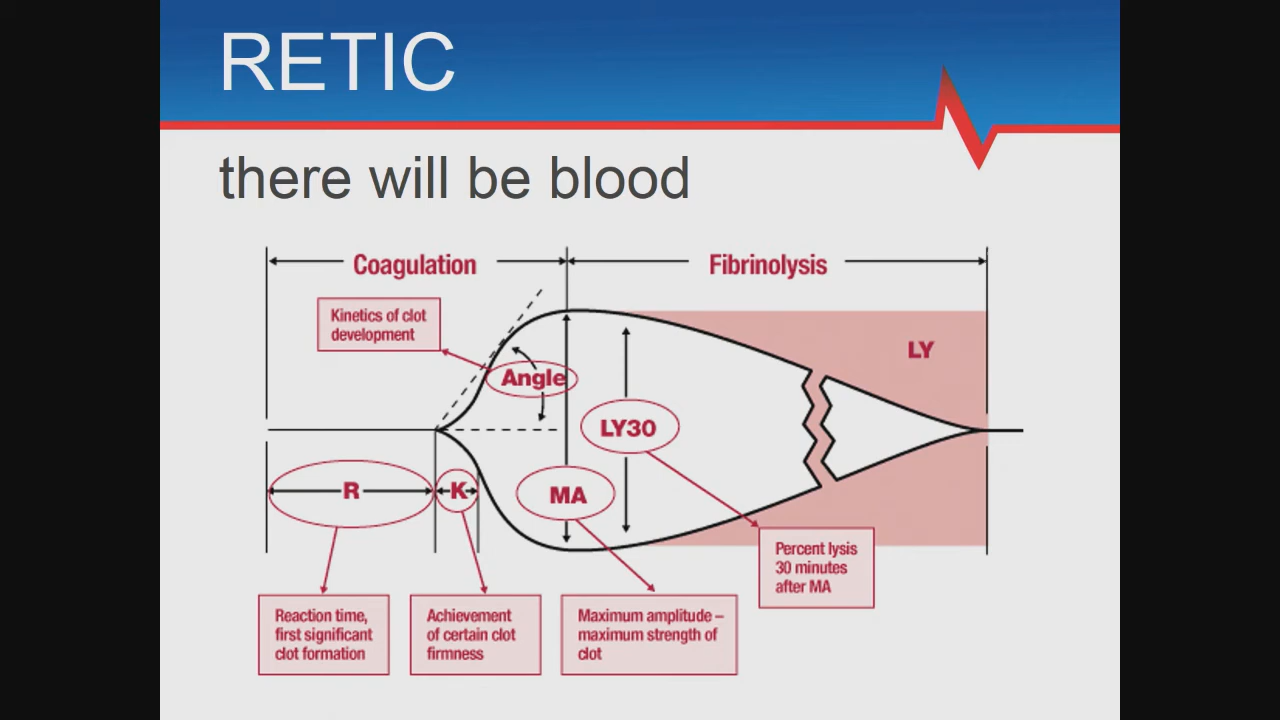 RETIC
there will be blood
Coagulation
Fibrinolysis
Kinetics of clot
development
LY
Angle
LY30
R
K
MA
Percent lysis
30 minutes
after MA
Reaction time,
first significant
clot formation
Achievement
of certain clot
firmness
Maximum amplitude –
maximum strength of
clot